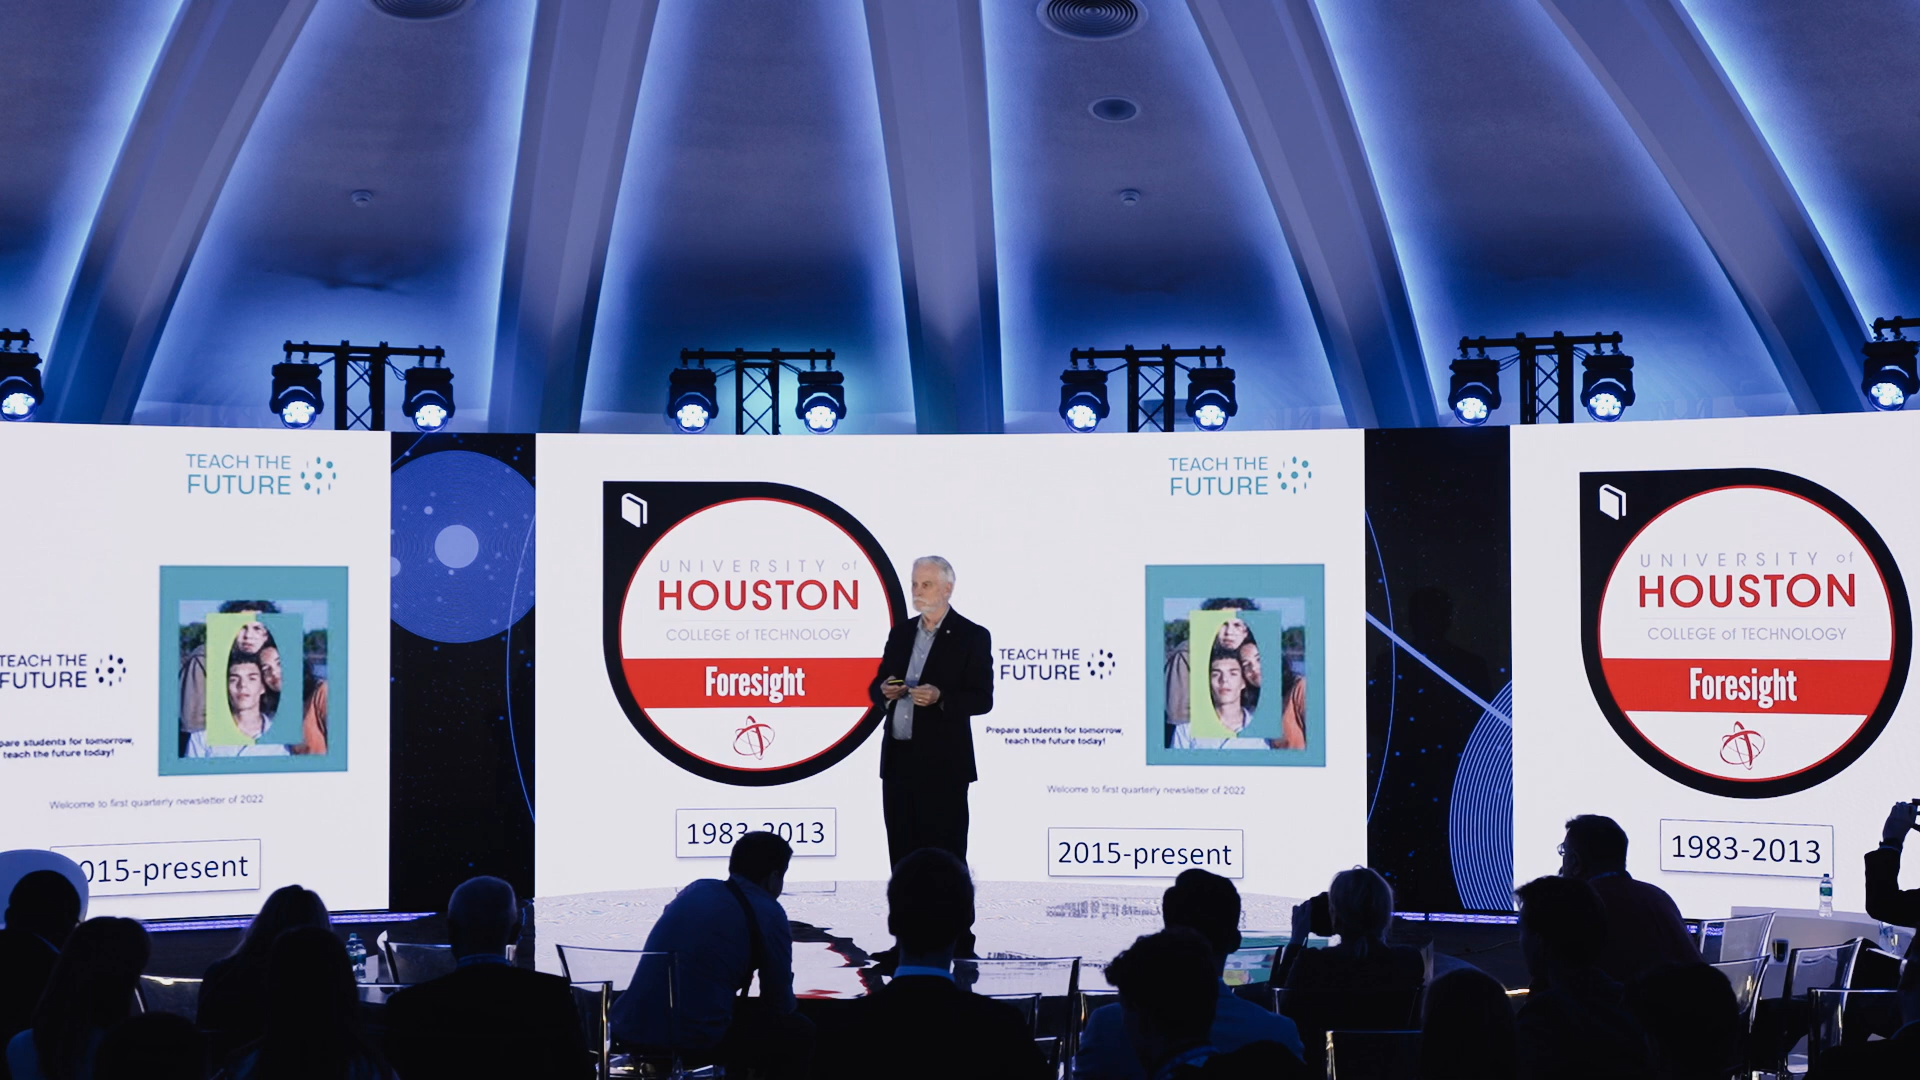 TEACH THE
FUTURE
TEACH THE
FUTURE
pare students for tomorrow,
teach the future today!
Welcome to first quarterly newsletter of 2022
015-present
UNIVERSITY of
HOUSTON
COLLEGE of TECHNOLOGY
Foresight
1983-2013
TEACH THE
FUTURE
TEACH THE
FUTURE
Prepare students for tomorrow,
teach the future today!
Welcome to first quarterly newsletter of 2022
2015-present
UNIVERSITY of
HOUSTON
COLLEGE of TECHNOLOGY
Foresight
1983-2013